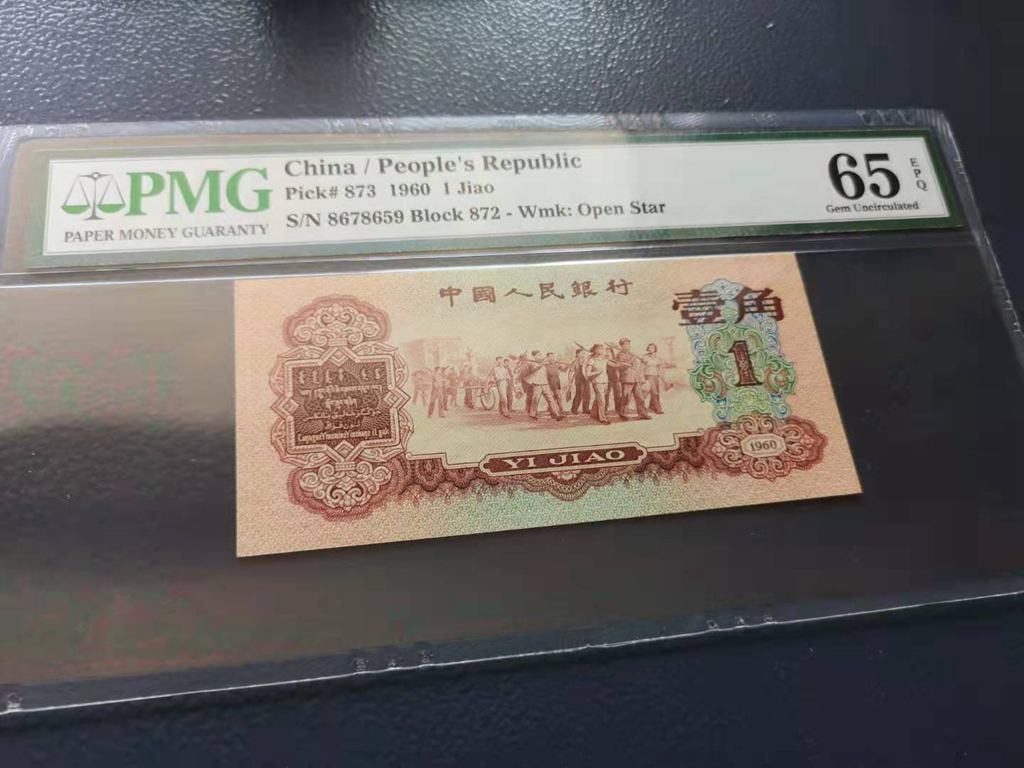 PMG
PAPER MONEY GUARANTY
China / People's Republic
Pick# 873 1960 1 Jiao
S/N 8678659 Block 872 - Wmk: Open Star
65
EPQ
Gem Uncirculated
中國人民銀行
壹角
1
1960
YI JIAO